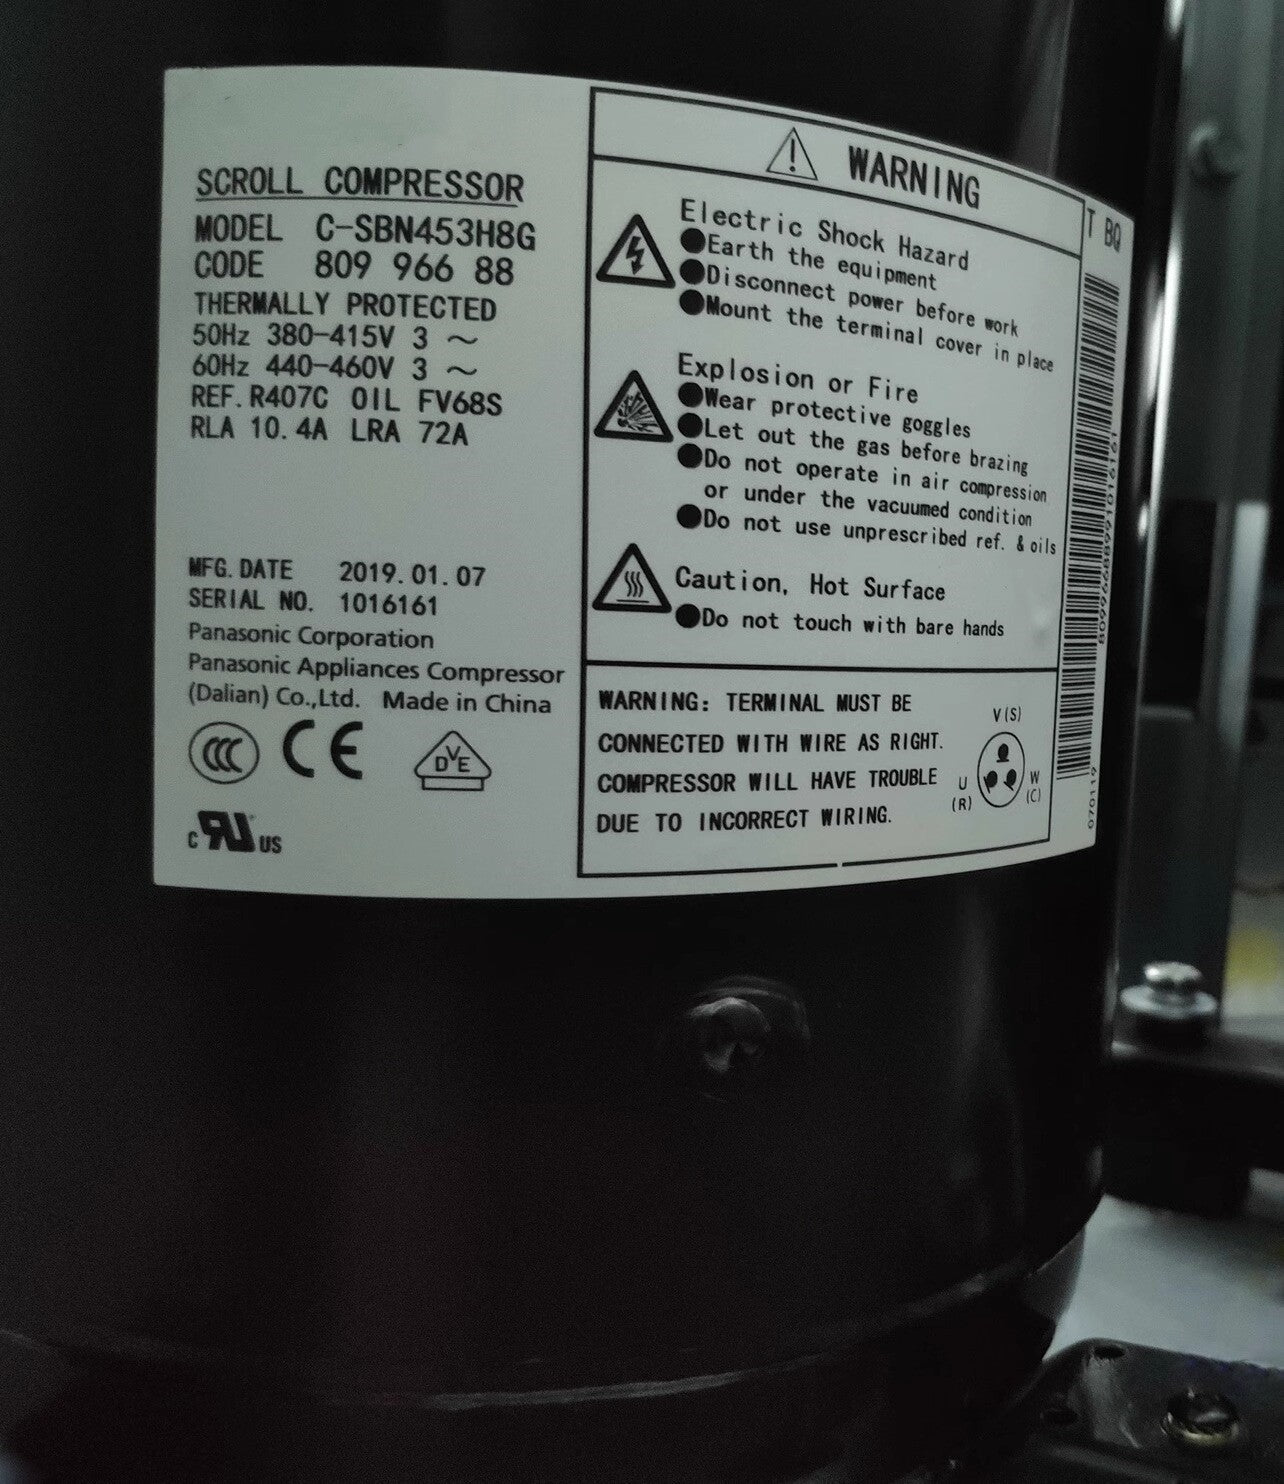 SCROLL COMPRESSOR
MODEL C-SBN453H8G
CODE 809 966 88
THERMALLY PROTECTED
50Hz 380-415V 3 ~
60Hz 440-460V 3 ~
REF. R407C OIL FV68S
RLA 10.4A LRA 72A
MFG. DATE 2019.01.07
SERIAL NO. 1016161
Panasonic Corporation
Panasonic Appliances Compressor
(Dalian) Co.,Ltd. Made in China
CCC CE DVE
c RU US
WARNING
Electric Shock Hazard
●Earth the equipment
●Disconnect power before work
●Mount the terminal cover in place
Explosion or Fire
●Wear protective goggles
●Let out the gas before brazing
●Do not operate in air compression
or under the vacuumed condition
●Do not use unprescribed ref. & oils
Caution, Hot Surface
●Do not touch with bare hands
WARNING: TERMINAL MUST BE
CONNECTED WITH WIRE AS RIGHT.
COMPRESSOR WILL HAVE TROUBLE
DUE TO INCORRECT WIRING.
V(S)
U W
(R) (C)
T BQ
80996688991016161
070119